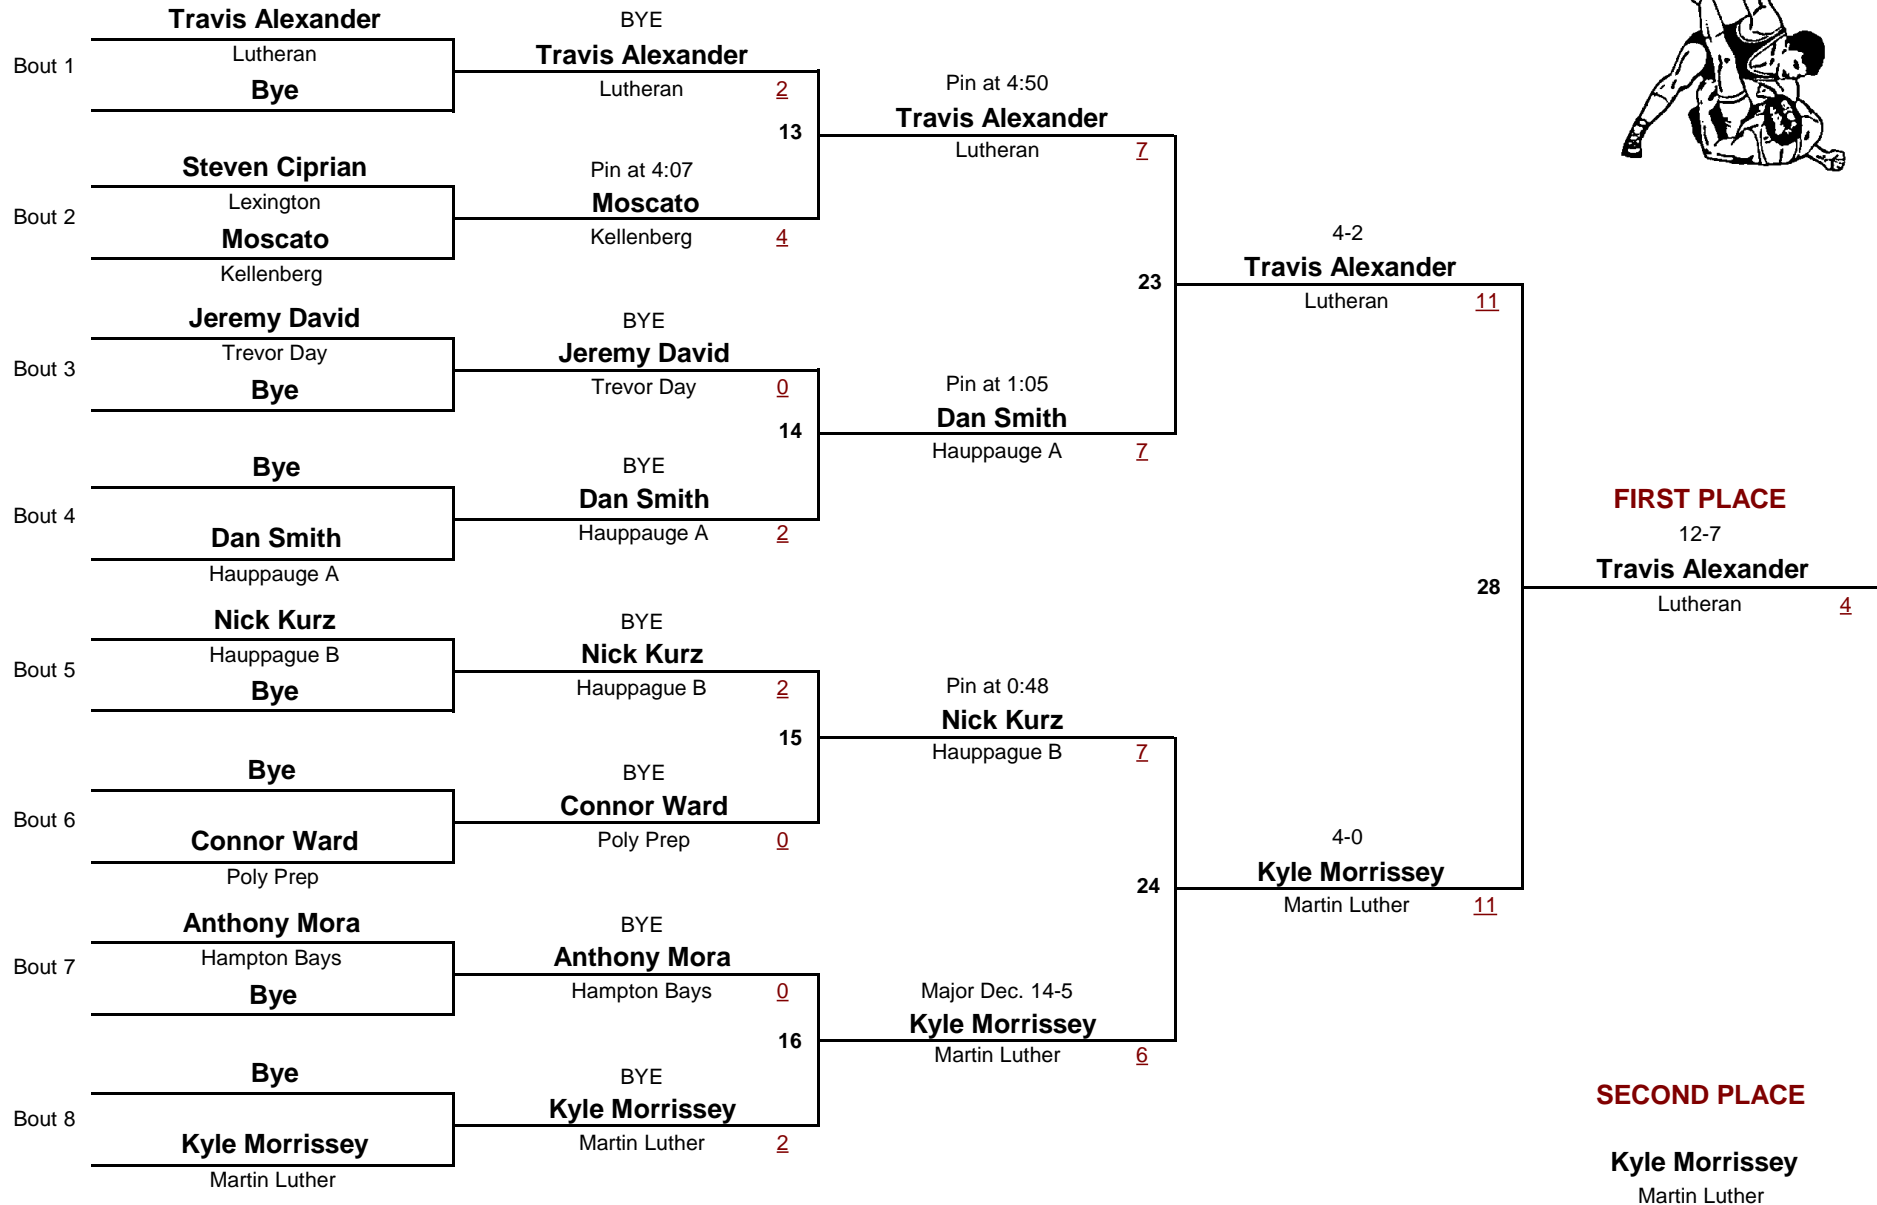 Travis Alexander
Bout 1
Lutheran
Bye
Steven Ciprian
Bout 2
Lexington
Moscato
Kellenberg
Jeremy David
Bout 3
Trevor Day
Bye
Bye
Bout 4
Dan Smith
Hauppauge A
Nick Kurz
Bout 5
Hauppague B
Bye
Bye
Bout 6
Connor Ward
Poly Prep
Anthony Mora
Bout 7
Hampton Bays
Bye
Bye
Bout 8
Kyle Morrissey
Martin Luther
BYE
Travis Alexander
Lutheran 2
13
Pin at 4:07
Moscato
Kellenberg 4
BYE
Jeremy David
Trevor Day 0
14
BYE
Dan Smith
Hauppauge A 2
BYE
Nick Kurz
Hauppague B 2
15
BYE
Connor Ward
Poly Prep 0
BYE
Anthony Mora
Hampton Bays 0
16
BYE
Kyle Morrissey
Martin Luther 2
Pin at 4:50
Travis Alexander
Lutheran 7
23
Pin at 1:05
Dan Smith
Hauppauge A 7
Pin at 0:48
Nick Kurz
Hauppague B 7
24
Major Dec. 14-5
Kyle Morrissey
Martin Luther 6
4-2
Travis Alexander
Lutheran 11
28
4-0
Kyle Morrissey
Martin Luther 11
FIRST PLACE
12-7
Travis Alexander
Lutheran 4
SECOND PLACE
Kyle Morrissey
Martin Luther